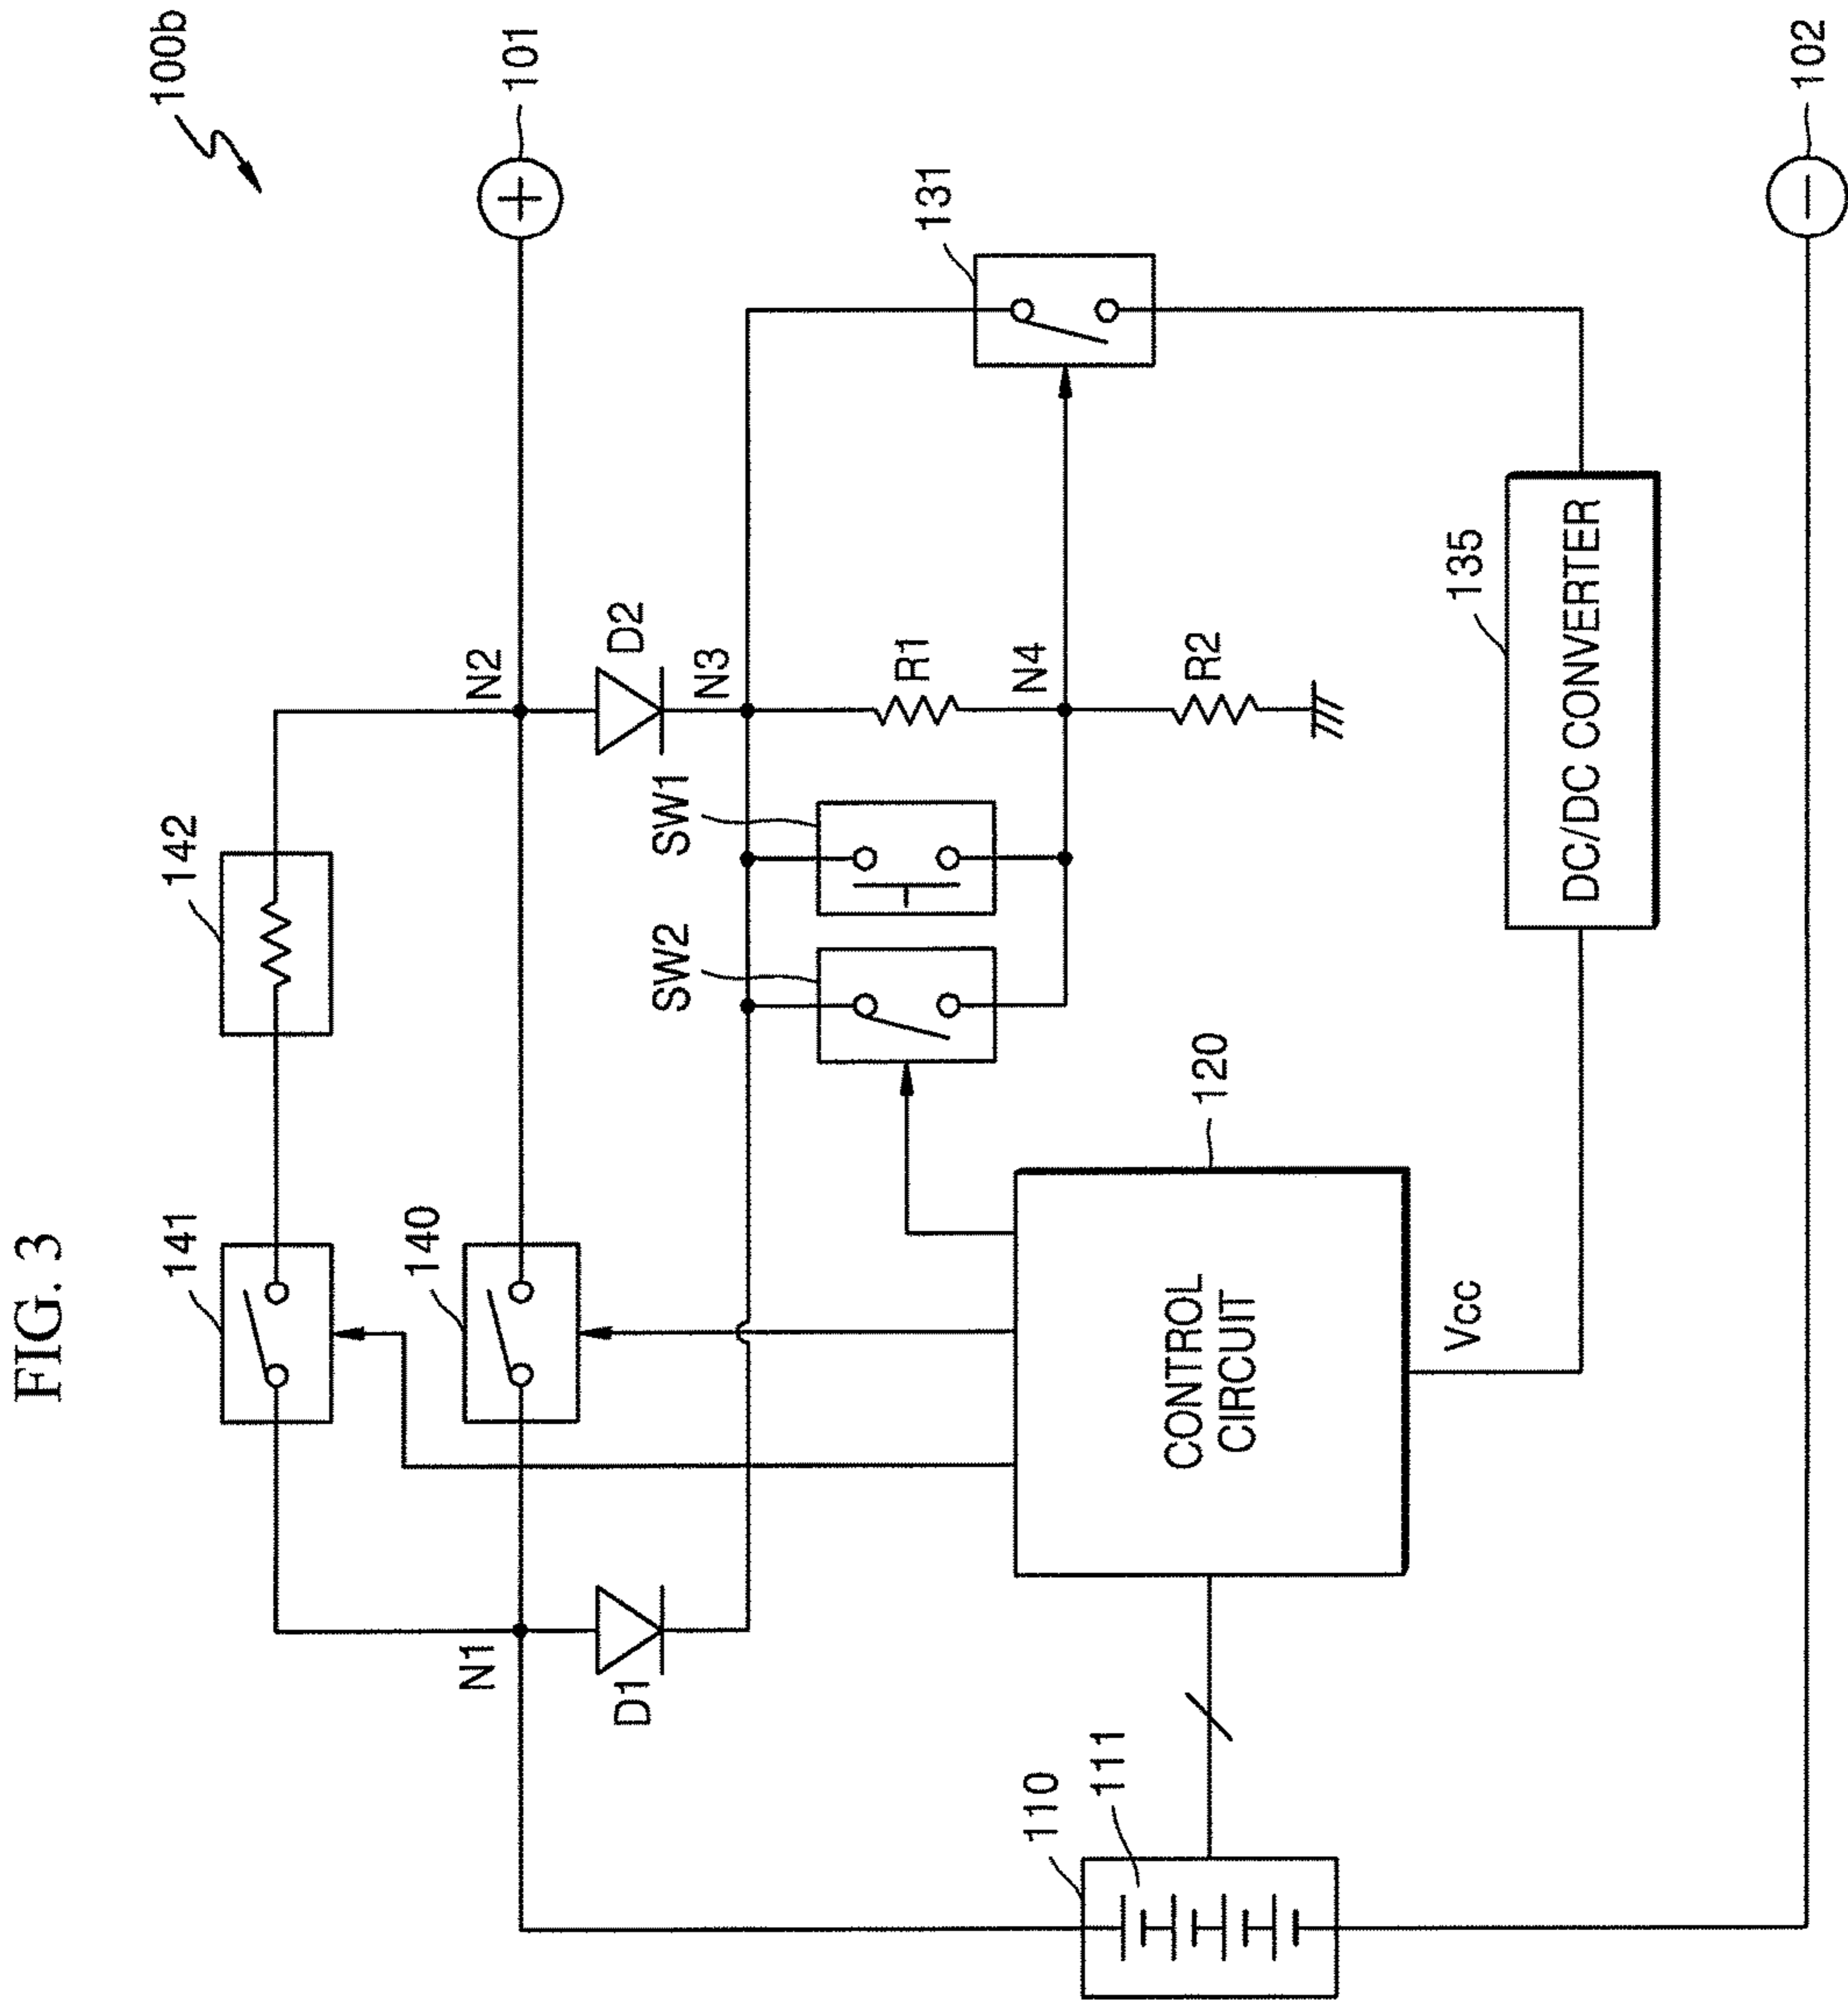 FIG. 3
100b
141
142
140
N1
N2
101
D1
D2
N3
SW2
SW1
R1
131
N4
110
111
CONTROL
CIRCUIT
120
R2
Vcc
135
DC/DC CONVERTER
102